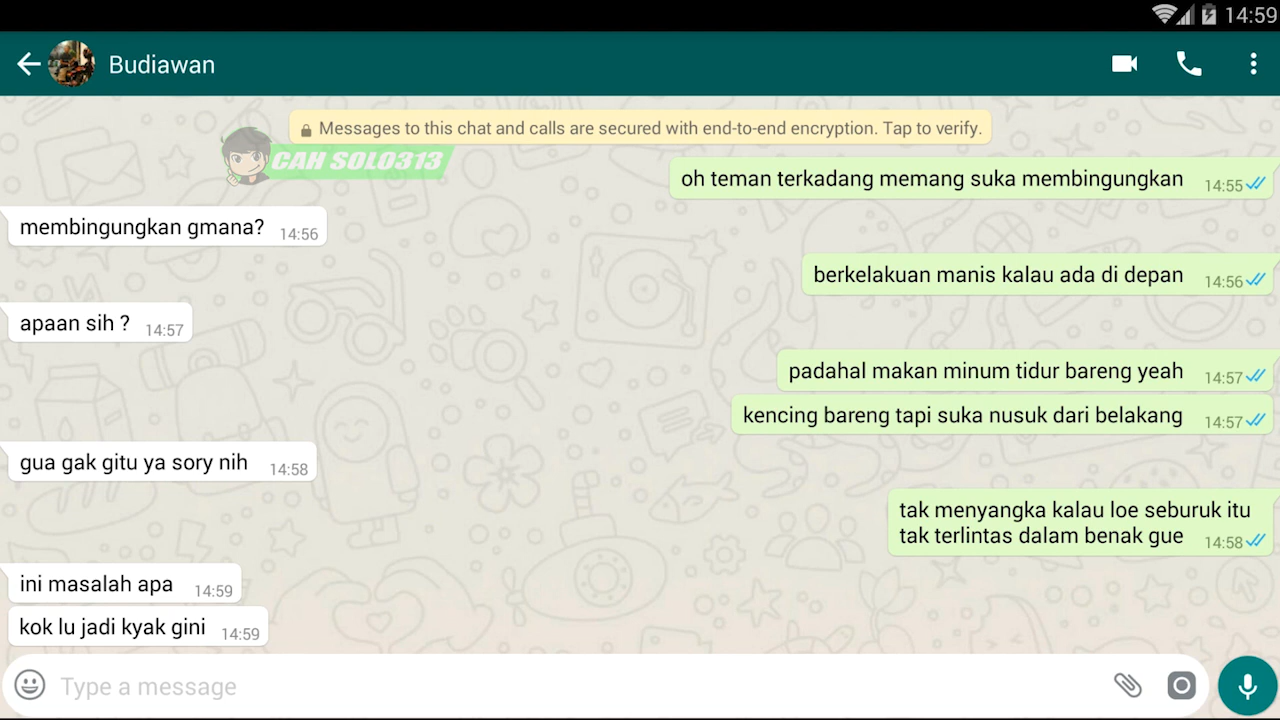 14:59
Budiawan
Messages to this chat and calls are secured with end-to-end encryption. Tap to verify.
CAH SOLO313
oh teman terkadang memang suka membingungkan 14:55
membingungkan gmana? 14:56
berkelakuan manis kalau ada di depan 14:56
apaan sih ? 14:57
padahal makan minum tidur bareng yeah 14:57
kencing bareng tapi suka nusuk dari belakang 14:57
gua gak gitu ya sory nih 14:58
tak menyangka kalau loe seburuk itu
tak terlintas dalam benak gue 14:58
ini masalah apa 14:59
kok lu jadi kyak gini 14:59
Type a message